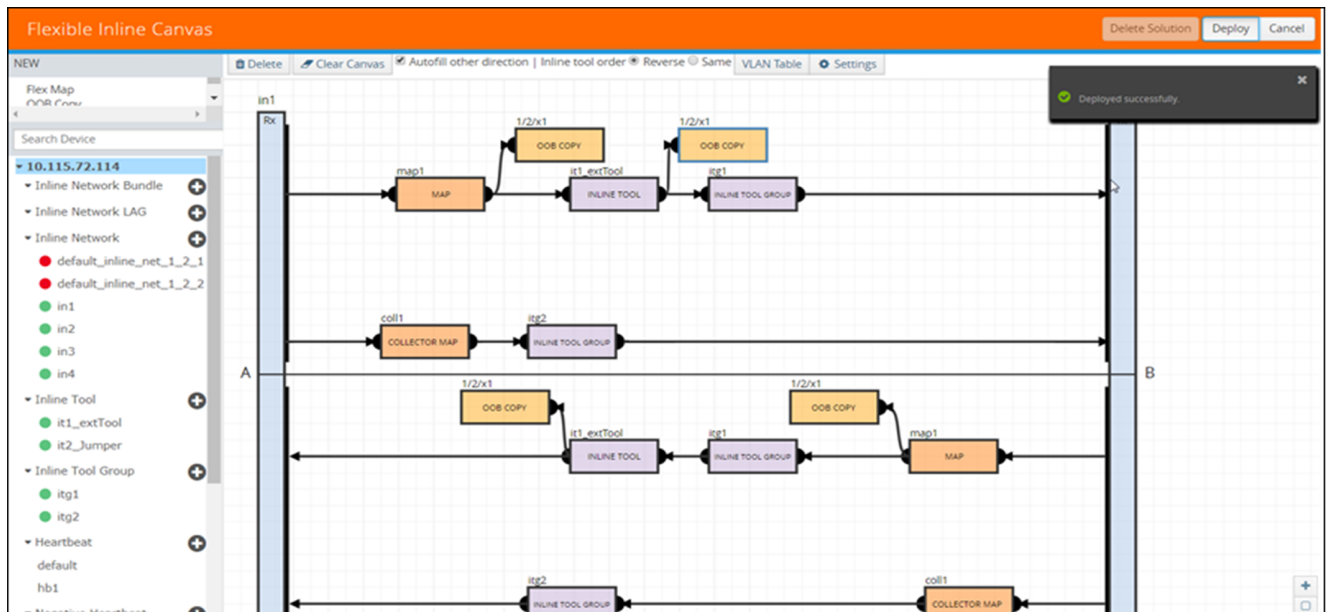 Flexible Inline Canvas
Delete Solution
Deploy
Cancel
NEW
Delete
Clear Canvas
Autofill other direction | Inline tool order
Reverse
Same
VLAN Table
Settings
Flex Map
OOB Copy
Search Device
10.115.72.114
Inline Network Bundle
Inline Network LAG
Inline Network
default_inline_net_1_2_1
default_inline_net_1_2_2
in1
in2
in3
in4
Inline Tool
it1_extTool
it2_Jumper
Inline Tool Group
itg1
itg2
Heartbeat
default
hb1
Negative Heartbeat
Deployed successfully.
in1
Rx
1/2/x1
OOB COPY
1/2/x1
OOB COPY
map1
MAP
it1_extTool
INLINE TOOL
itg1
INLINE TOOL GROUP
coll1
COLLECTOR MAP
itg2
INLINE TOOL GROUP
A
B
1/2/x1
OOB COPY
1/2/x1
OOB COPY
it1_extTool
INLINE TOOL
itg1
INLINE TOOL GROUP
map1
MAP
itg2
INLINE TOOL GROUP
coll1
COLLECTOR MAP